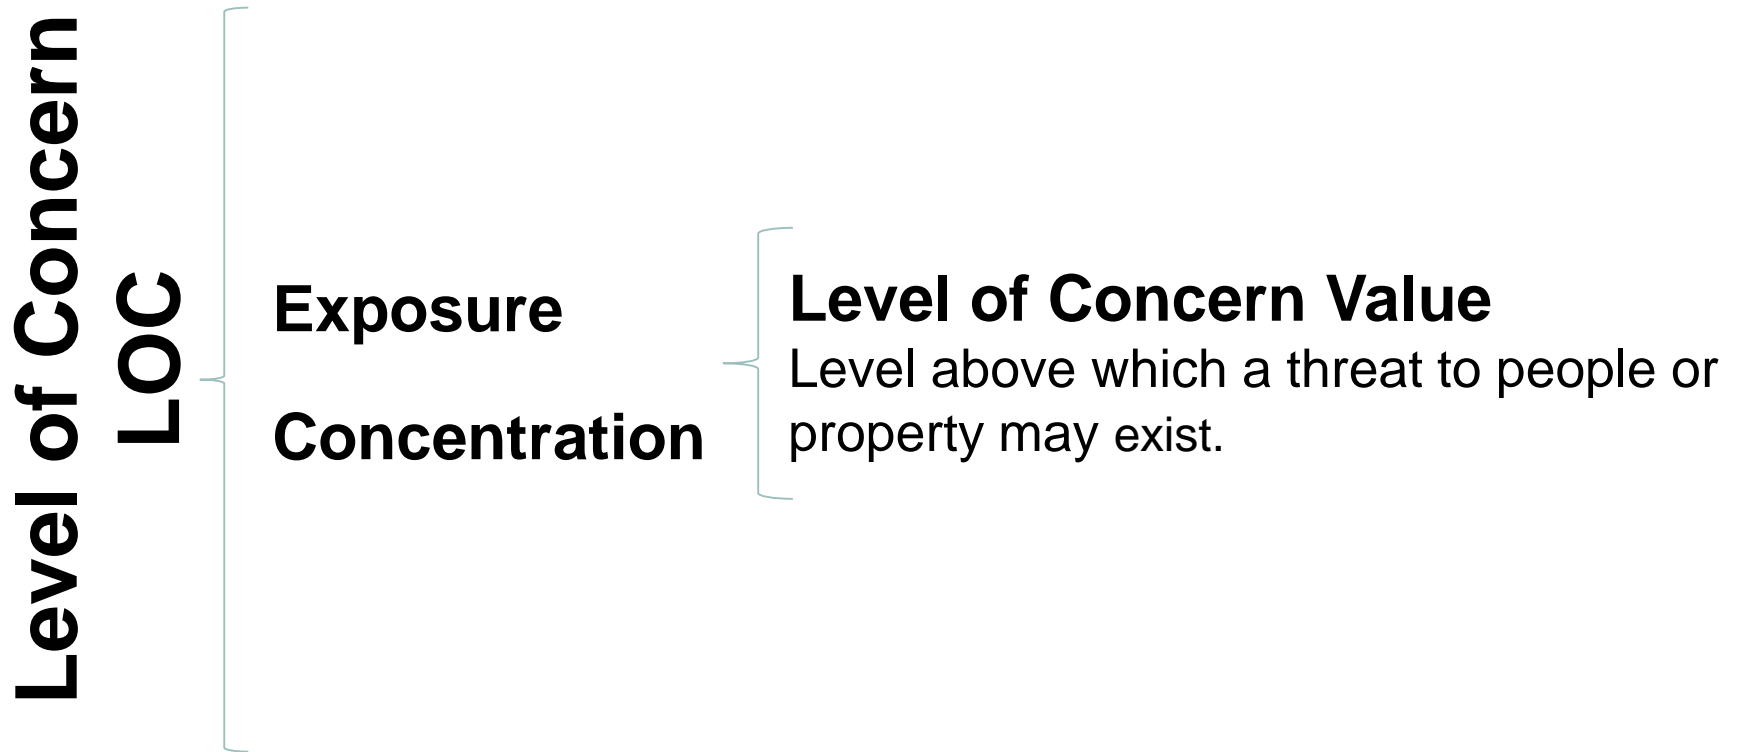 Level of Concern
LOC
Exposure
Concentration
Level of Concern Value
Level above which a threat to people or
property may exist.